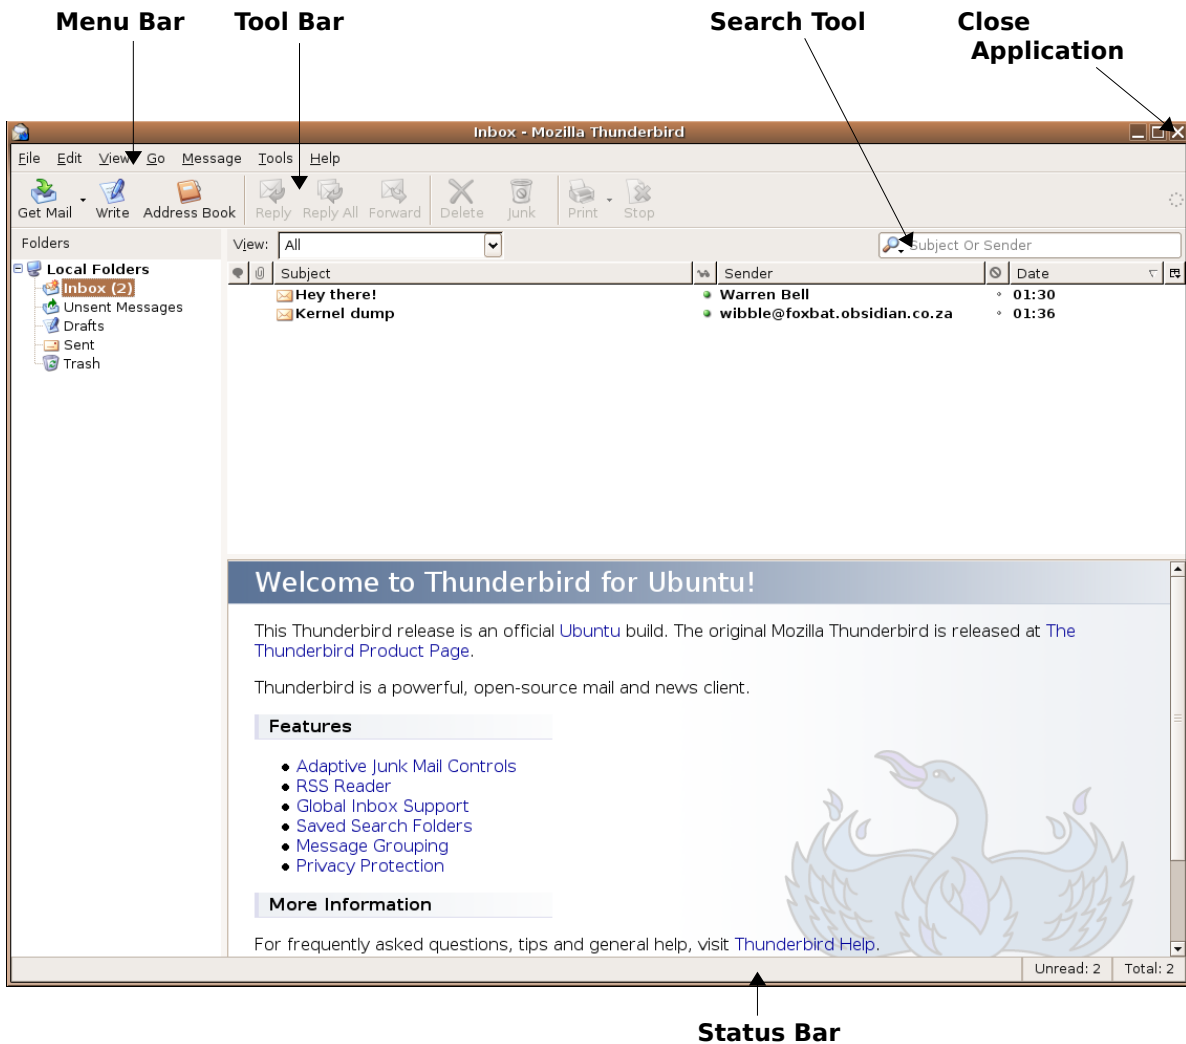 Menu Bar Tool Bar Search Tool Close
Application
Inbox - Mozilla Thunderbird
File Edit View Go Message Tools Help
Get Mail Write Address Book Reply Reply All Forward Delete Junk Print Stop
Folders View: All Subject Or Sender
Local Folders Subject Sender Date
Inbox (2) Hey there! Warren Bell 01:30
Unsent Messages Kernel dump wibble@foxbat.obsidian.co.za 01:36
Drafts
Sent
Trash
Welcome to Thunderbird for Ubuntu!
This Thunderbird release is an official Ubuntu build. The original Mozilla Thunderbird is released at The
Thunderbird Product Page.
Thunderbird is a powerful, open-source mail and news client.
Features
Adaptive Junk Mail Controls
RSS Reader
Global Inbox Support
Saved Search Folders
Message Grouping
Privacy Protection
More Information
For frequently asked questions, tips and general help, visit Thunderbird Help.
Unread: 2 Total: 2
Status Bar